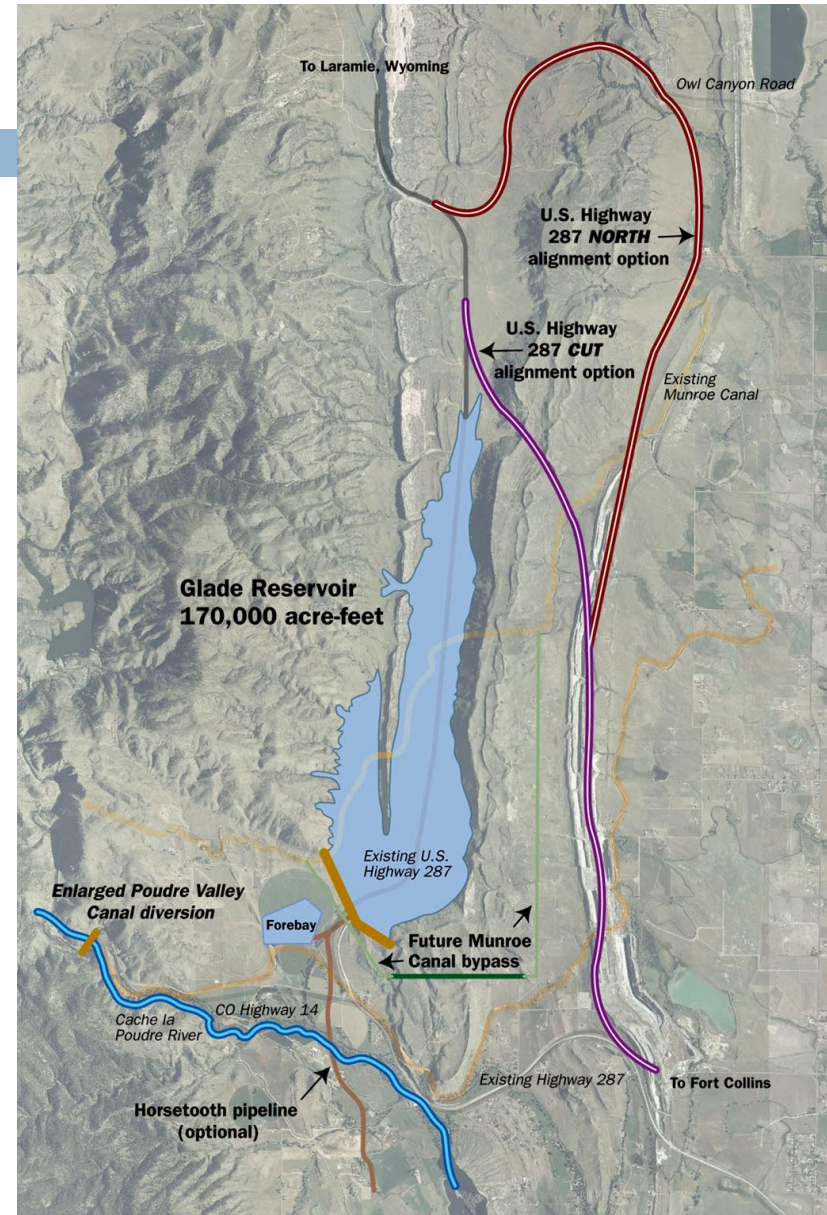 To Laramie, Wyoming
Owl Canyon Road
U.S. Highway
287 NORTH
alignment option
U.S. Highway
287 CUT
alignment option
Existing
Munroe Canal
Glade Reservoir
170,000 acre-feet
Existing U.S.
Highway 287
Enlarged Poudre Valley
Canal diversion
Forebay
Future Munroe
Canal bypass
CO Highway 14
Cache la
Poudre River
Existing Highway 287
To Fort Collins
Horsetooth pipeline
(optional)